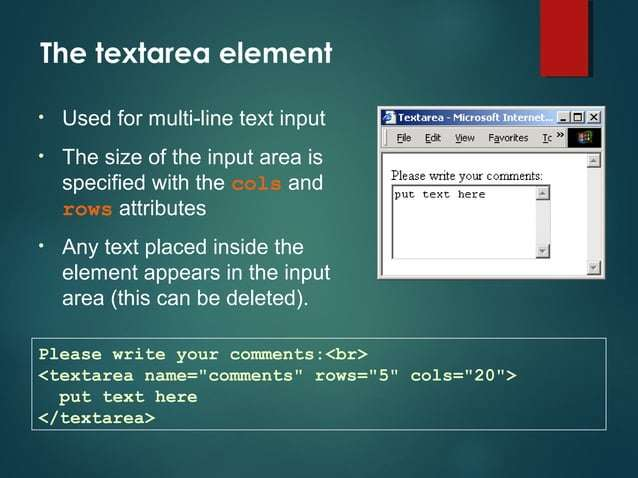 The textarea element
• Used for multi-line text input
• The size of the input area is
specified with the cols and
rows attributes
• Any text placed inside the
element appears in the input
area (this can be deleted).
Textarea - Microsoft Internet...
File Edit View Favorites To »
Please write your comments:
put text here
Please write your comments:<br>
<textarea name="comments" rows="5" cols="20">
put text here
</textarea>